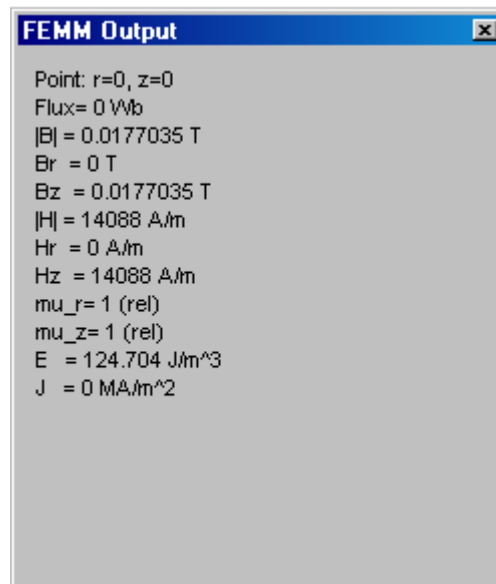 FEMM Output
Point: r=0, z=0
Flux= 0 Wb
|B| = 0.0177035 T
Br = 0 T
Bz = 0.0177035 T
|H| = 14088 A/m
Hr = 0 A/m
Hz = 14088 A/m
mu_r= 1 (rel)
mu_z= 1 (rel)
E = 124.704 J/m^3
J = 0 MA/m^2